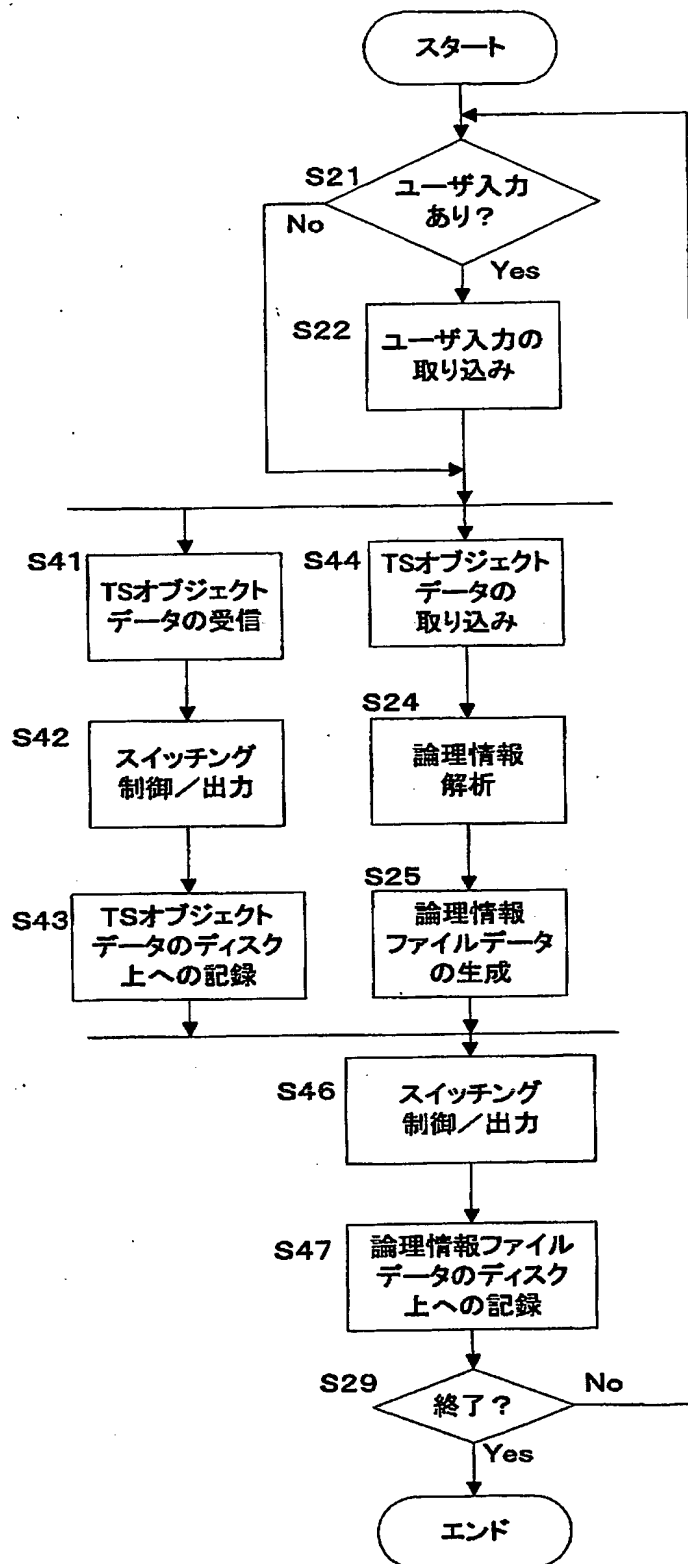 スタート
S21
ユーザ入力
あり?
No
Yes
S22
ユーザ入力の
取り込み
S41
TSオブジェクト
データの受信
S44
TSオブジェクト
データの
取り込み
S42
スイッチング
制御/出力
S24
論理情報
解析
S43
TSオブジェクト
データのディスク
上への記録
S25
論理情報
ファイルデータ
の生成
S46
スイッチング
制御/出力
S47
論理情報ファイル
データのディスク
上への記録
S29
終了?
No
Yes
エンド